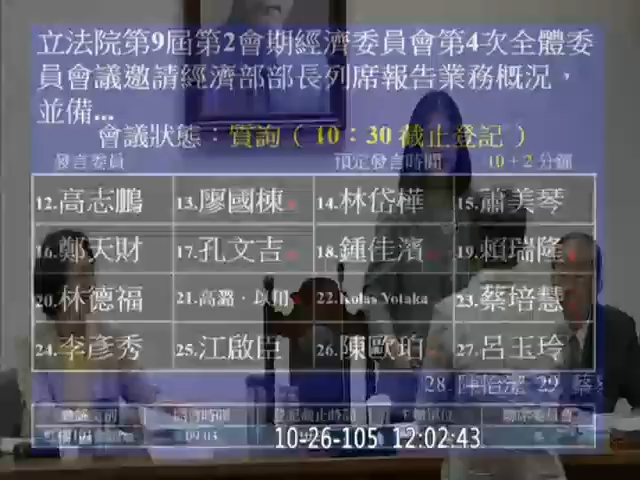 立法院第9屆第2會期經濟委員會第4次全體委
員會議邀請經濟部部長列席報告業務概況，
並備...
會議狀態：質詢（10：30 截止登記）
發言委員 預定發言時間 10+2 分鐘
12.高志鵬 13.廖國棟 14.林岱樺 15.蕭美琴
16.鄭天財 17.孔文吉 18.鍾佳濱 19.賴瑞隆
20.林德福 21.高潞．以用 22.Kolas Yotaka 23.蔡培慧
24.李彥秀 25.江啟臣 26.陳歐珀 27.呂玉玲
28. 29.
09:03
10-26-105 12:02:43